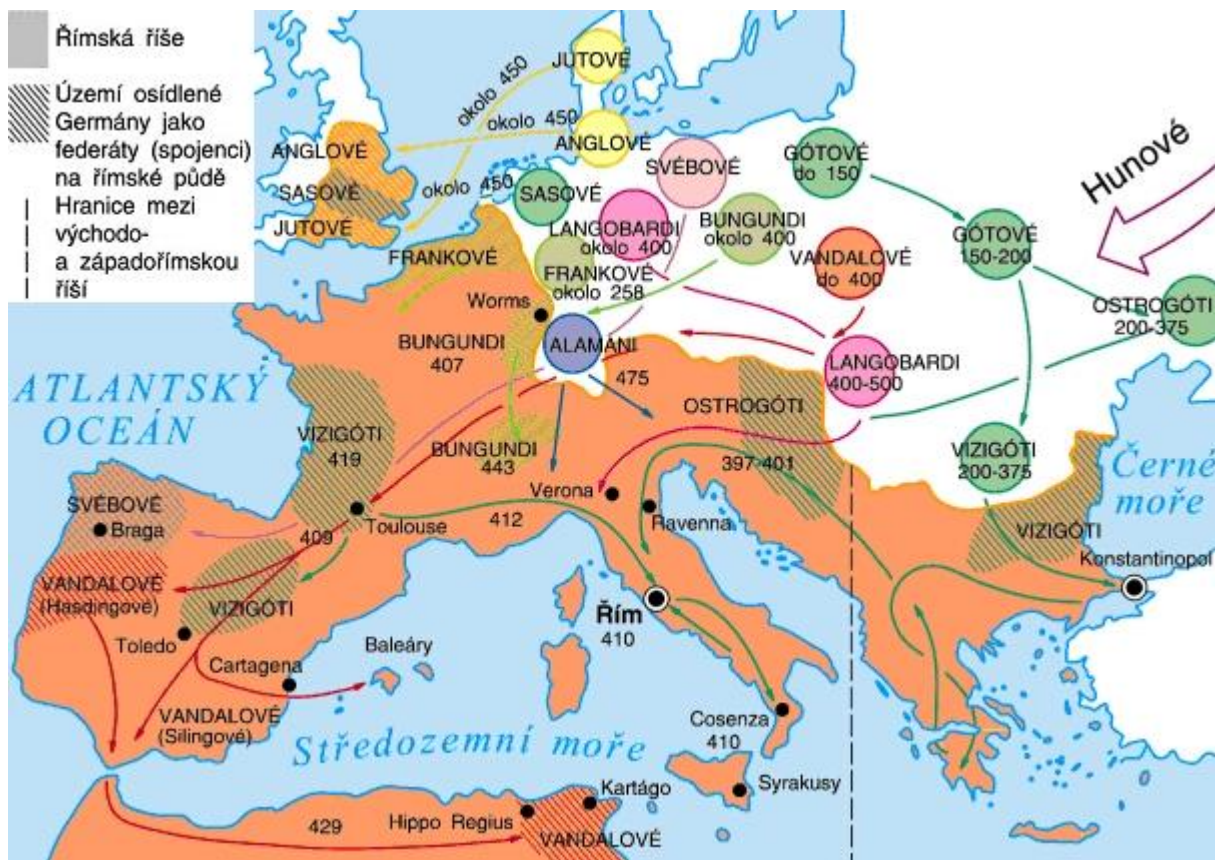 Římská říše
Území osídlené
Germány jako
federáty (spojenci)
na římské půdě
Hranice mezi
východo-
a západořímskou
říší
JUTOVÉ
okolo 450
okolo 450
ANGLOVÉ
ANGLOVÉ
SVÉBOVÉ
GÓTOVÉ
do 150
Hunové
SASOVÉ
okolo 450
SASOVÉ
JUTOVÉ
LANGOBARDI
okolo 400
BUNGUNDI
okolo 400
GÓTOVÉ
150-200
FRANKOVÉ
FRANKOVÉ
okolo 258
VANDALOVÉ
do 400
OSTROGÓTI
200-375
Worms
BUNGUNDI
407
ALAMANI
475
LANGOBARDI
400-500
ATLANTSKÝ
OCEÁN
OSTROGÓTI
VIZIGÓTI
419
BUNGUNDI
443
397-401
VIZIGÓTI
200-375
Černé
moře
SVÉBOVÉ
Braga
Verona
Ravenna
409
Toulouse
412
VIZIGÓTI
Konstantinopol
VANDALOVÉ
(Hasdingové)
VIZIGÓTI
Řím
410
Toledo
Cartagena
Baleáry
VANDALOVÉ
(Silingové)
Cosenza
410
Středozemní moře
Syrakusy
Kartágo
429
Hippo Regius
VANDALOVÉ